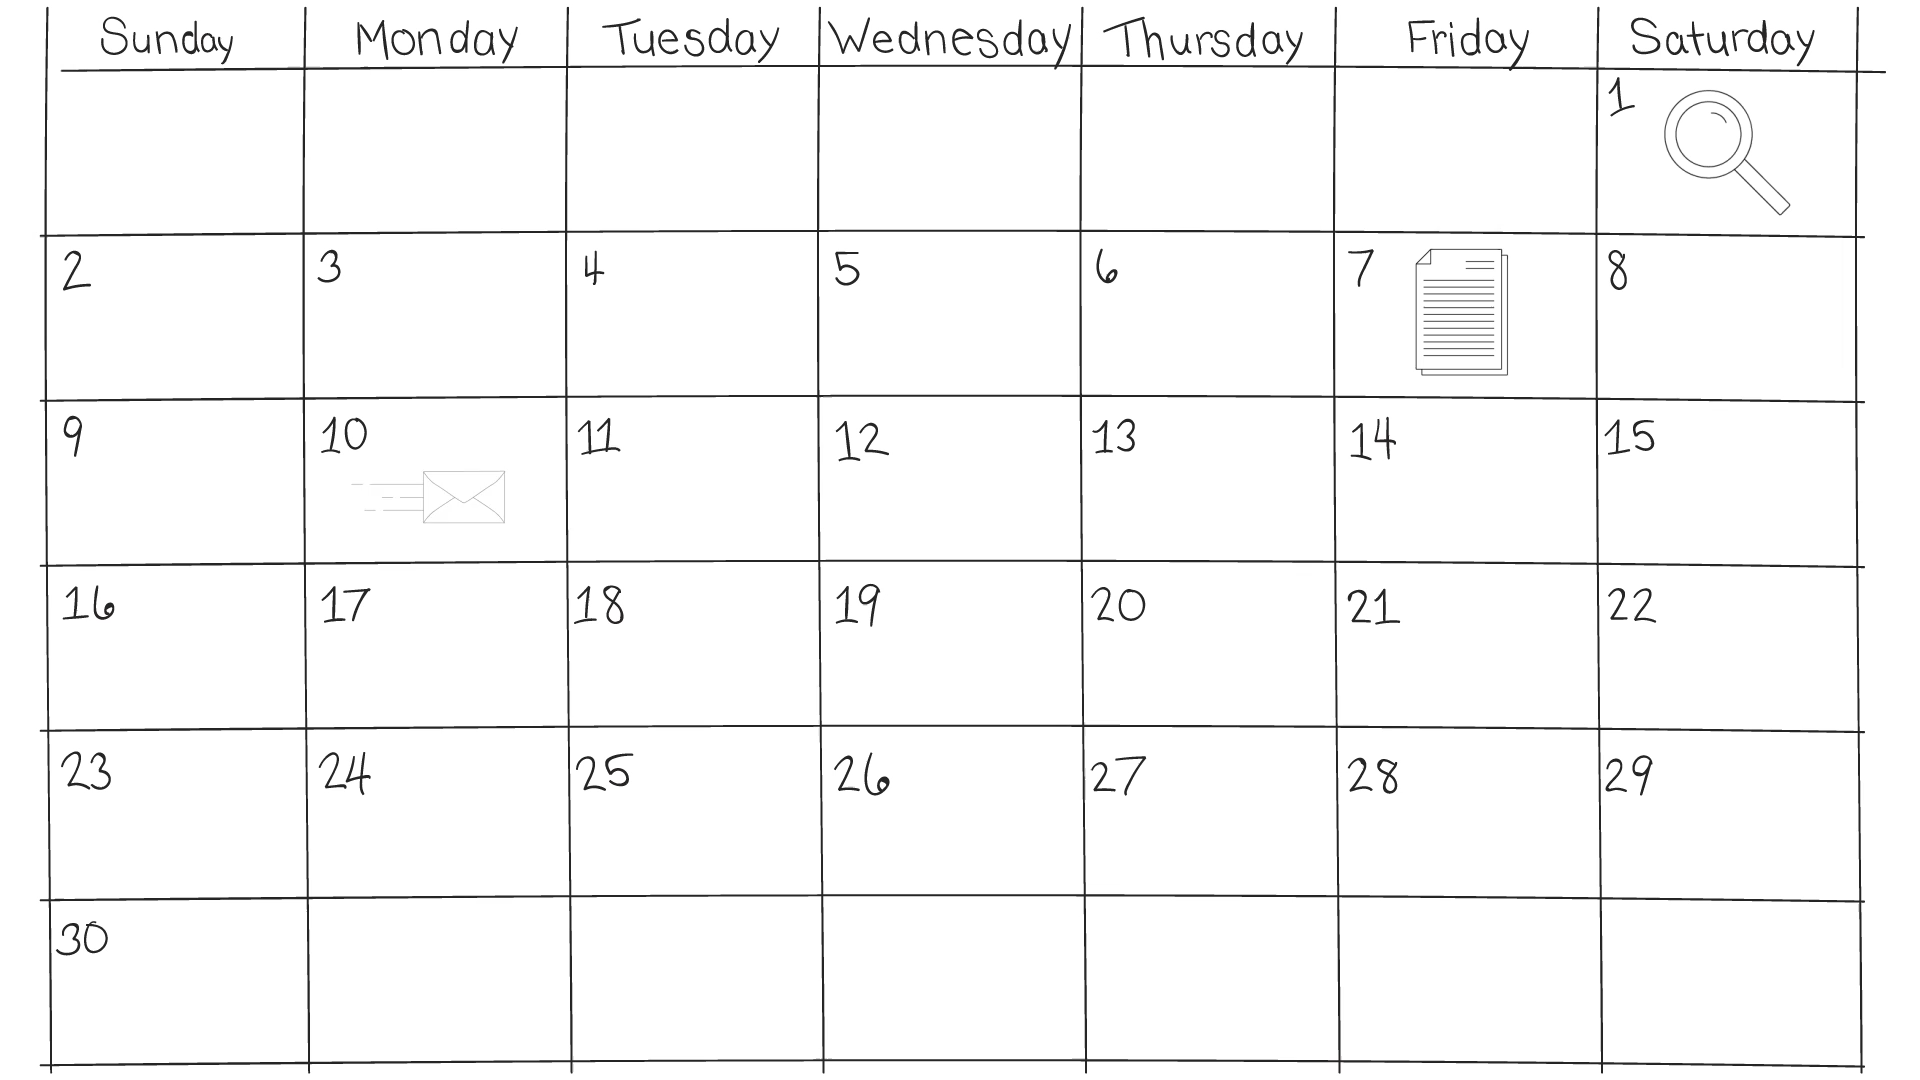 Sunday Monday Tuesday Wednesday Thursday Friday Saturday
1
2 3 4 5 6 7 8
9 10 11 12 13 14 15
16 17 18 19 20 21 22
23 24 25 26 27 28 29
30